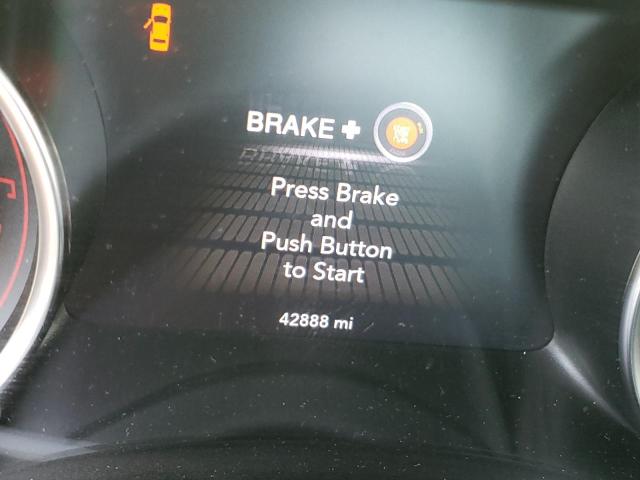 BRAKE +
Press Brake
and
Push Button
to Start
42888 mi